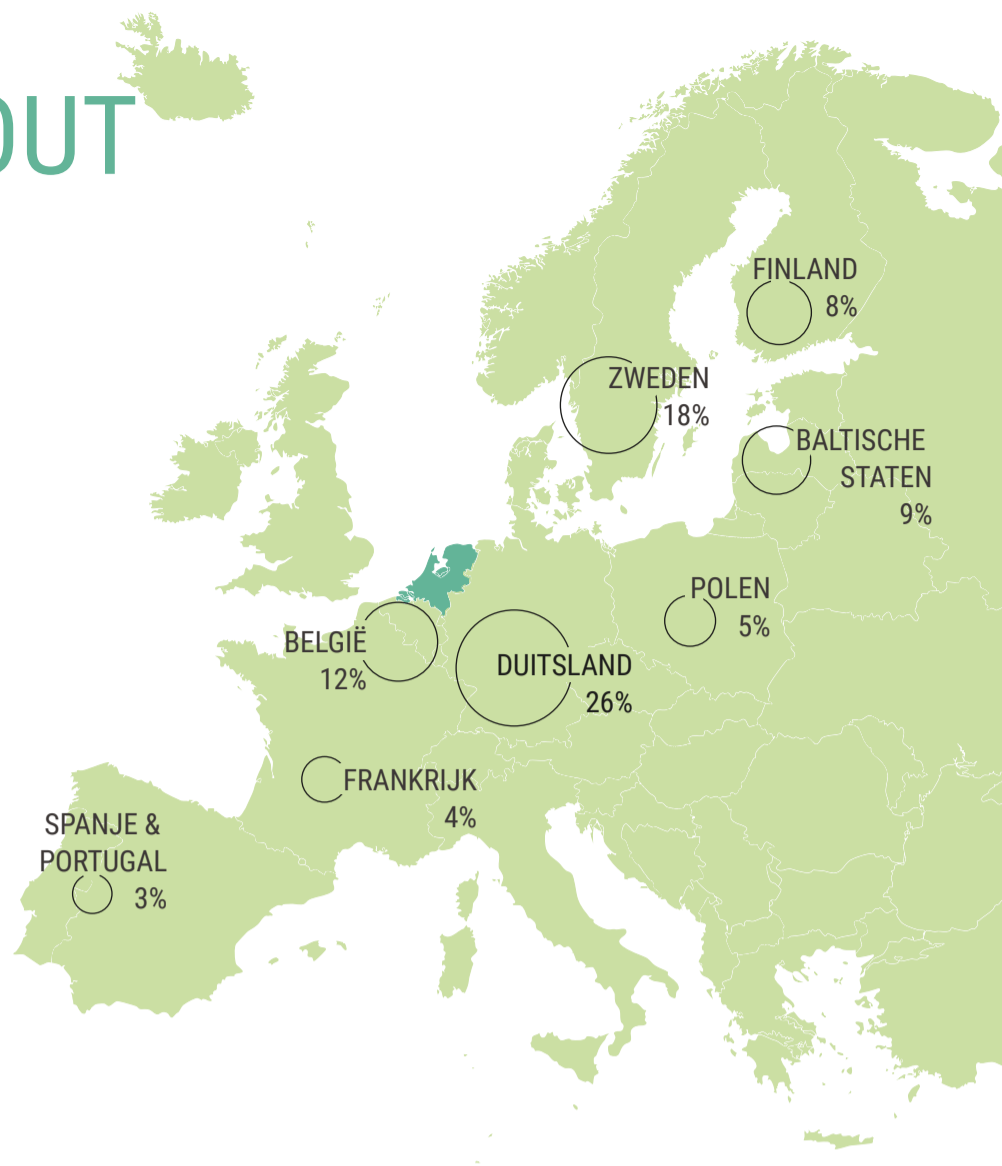 OUT
FINLAND
8%
ZWEDEN
18%
BALTISCHE
STATEN
9%
POLEN
5%
BELGIË
12%
DUITSLAND
26%
FRANKRIJK
4%
SPANJE &
PORTUGAL
3%